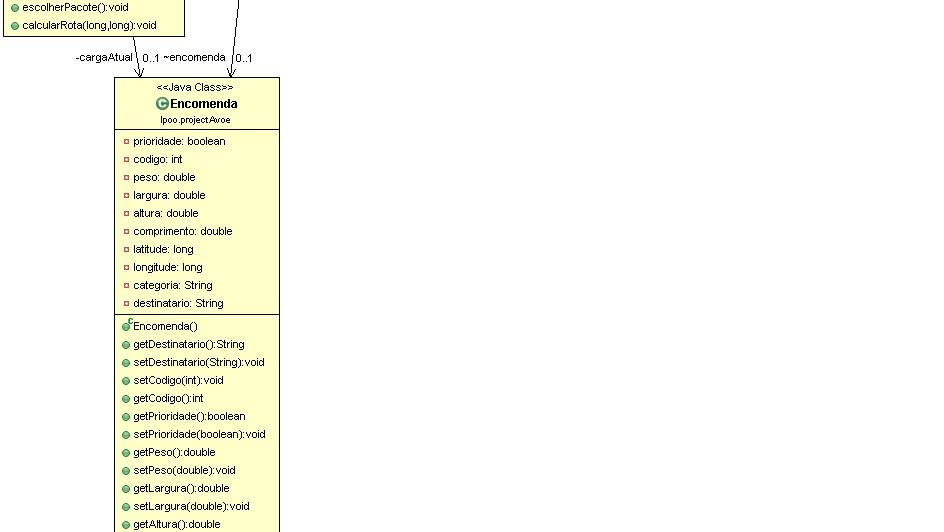 escolherPacote():void
calcularRota(long,long):void
-cargaAtual 0..1 ~encomenda 0..1
<<Java Class>>
Encomenda
lpoo.projectAvoe
prioridade: boolean
codigo: int
peso: double
largura: double
altura: double
comprimento: double
latitude: long
longitude: long
categoria: String
destinatario: String
Encomenda()
getDestinatario():String
setDestinatario(String):void
setCodigo(int):void
getCodigo():int
getPrioridade():boolean
setPrioridade(boolean):void
getPeso():double
setPeso(double):void
getLargura():double
setLargura(double):void
getAltura():double